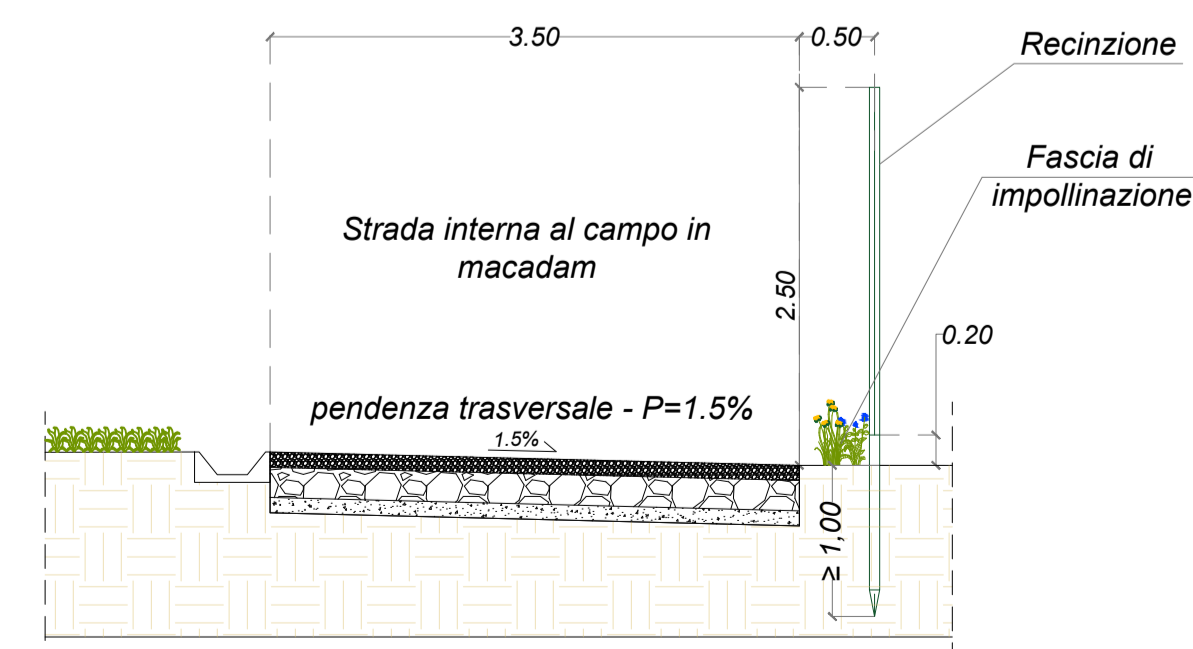 3.50
0.50
Recinzione
Fascia di
impollinazione
Strada interna al campo in
macadam
2.50
0.20
pendenza trasversale - P=1.5%
1.5%
≥ 1,00